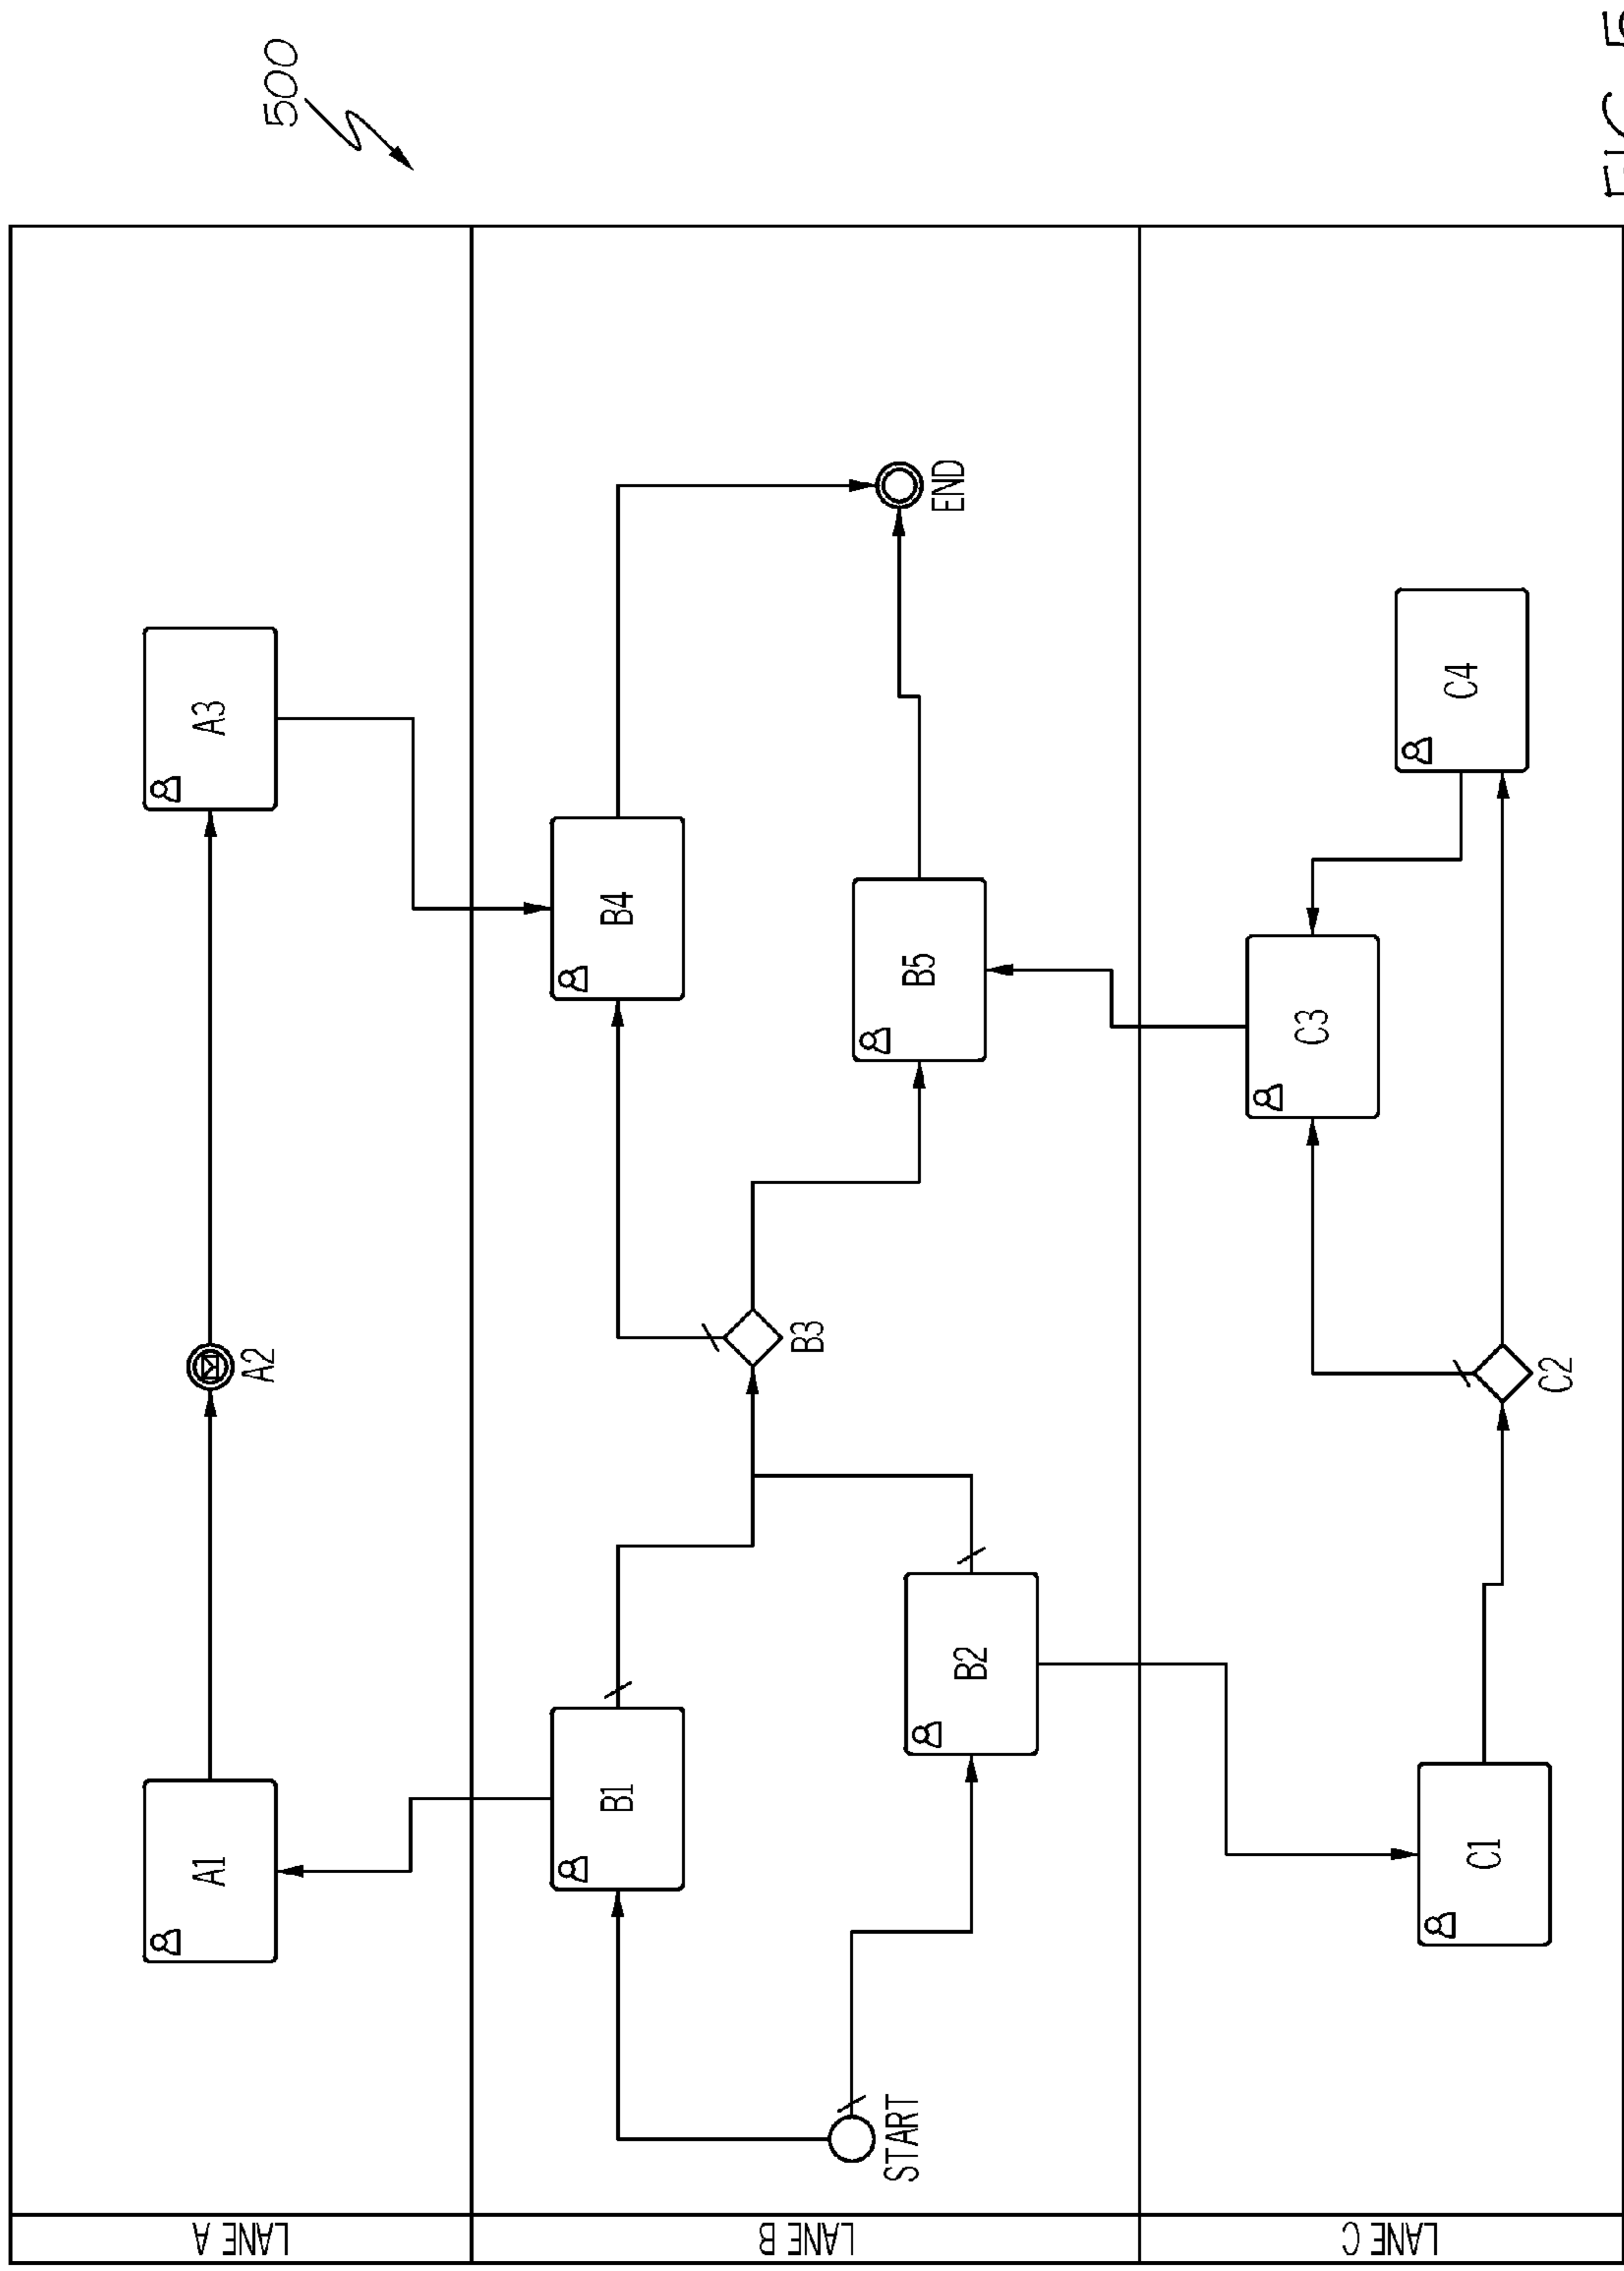 500
LANE A
A1
A2
A3
LANE B
START
B1
B2
B3
B4
B5
END
LANE C
C1
C2
C3
C4
FIG. 5